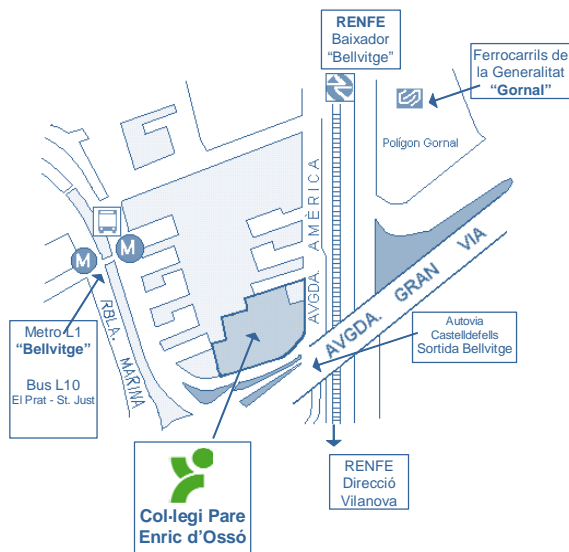 RENFE
Baixador
“Bellvitge”
Ferrocarrils de
la Generalitat
“Gornal”
Polígon Gornal
AVGDA. AMÈRICA
AVGDA. GRAN VIA
M
M
RBLA. MARINA
Metro L1
“Bellvitge”
Bus L10
El Prat - St. Just
Autovia
Castelldefells
Sortida Bellvitge
RENFE
Direcció
Vilanova
Col·legi Pare
Enric d’Ossó